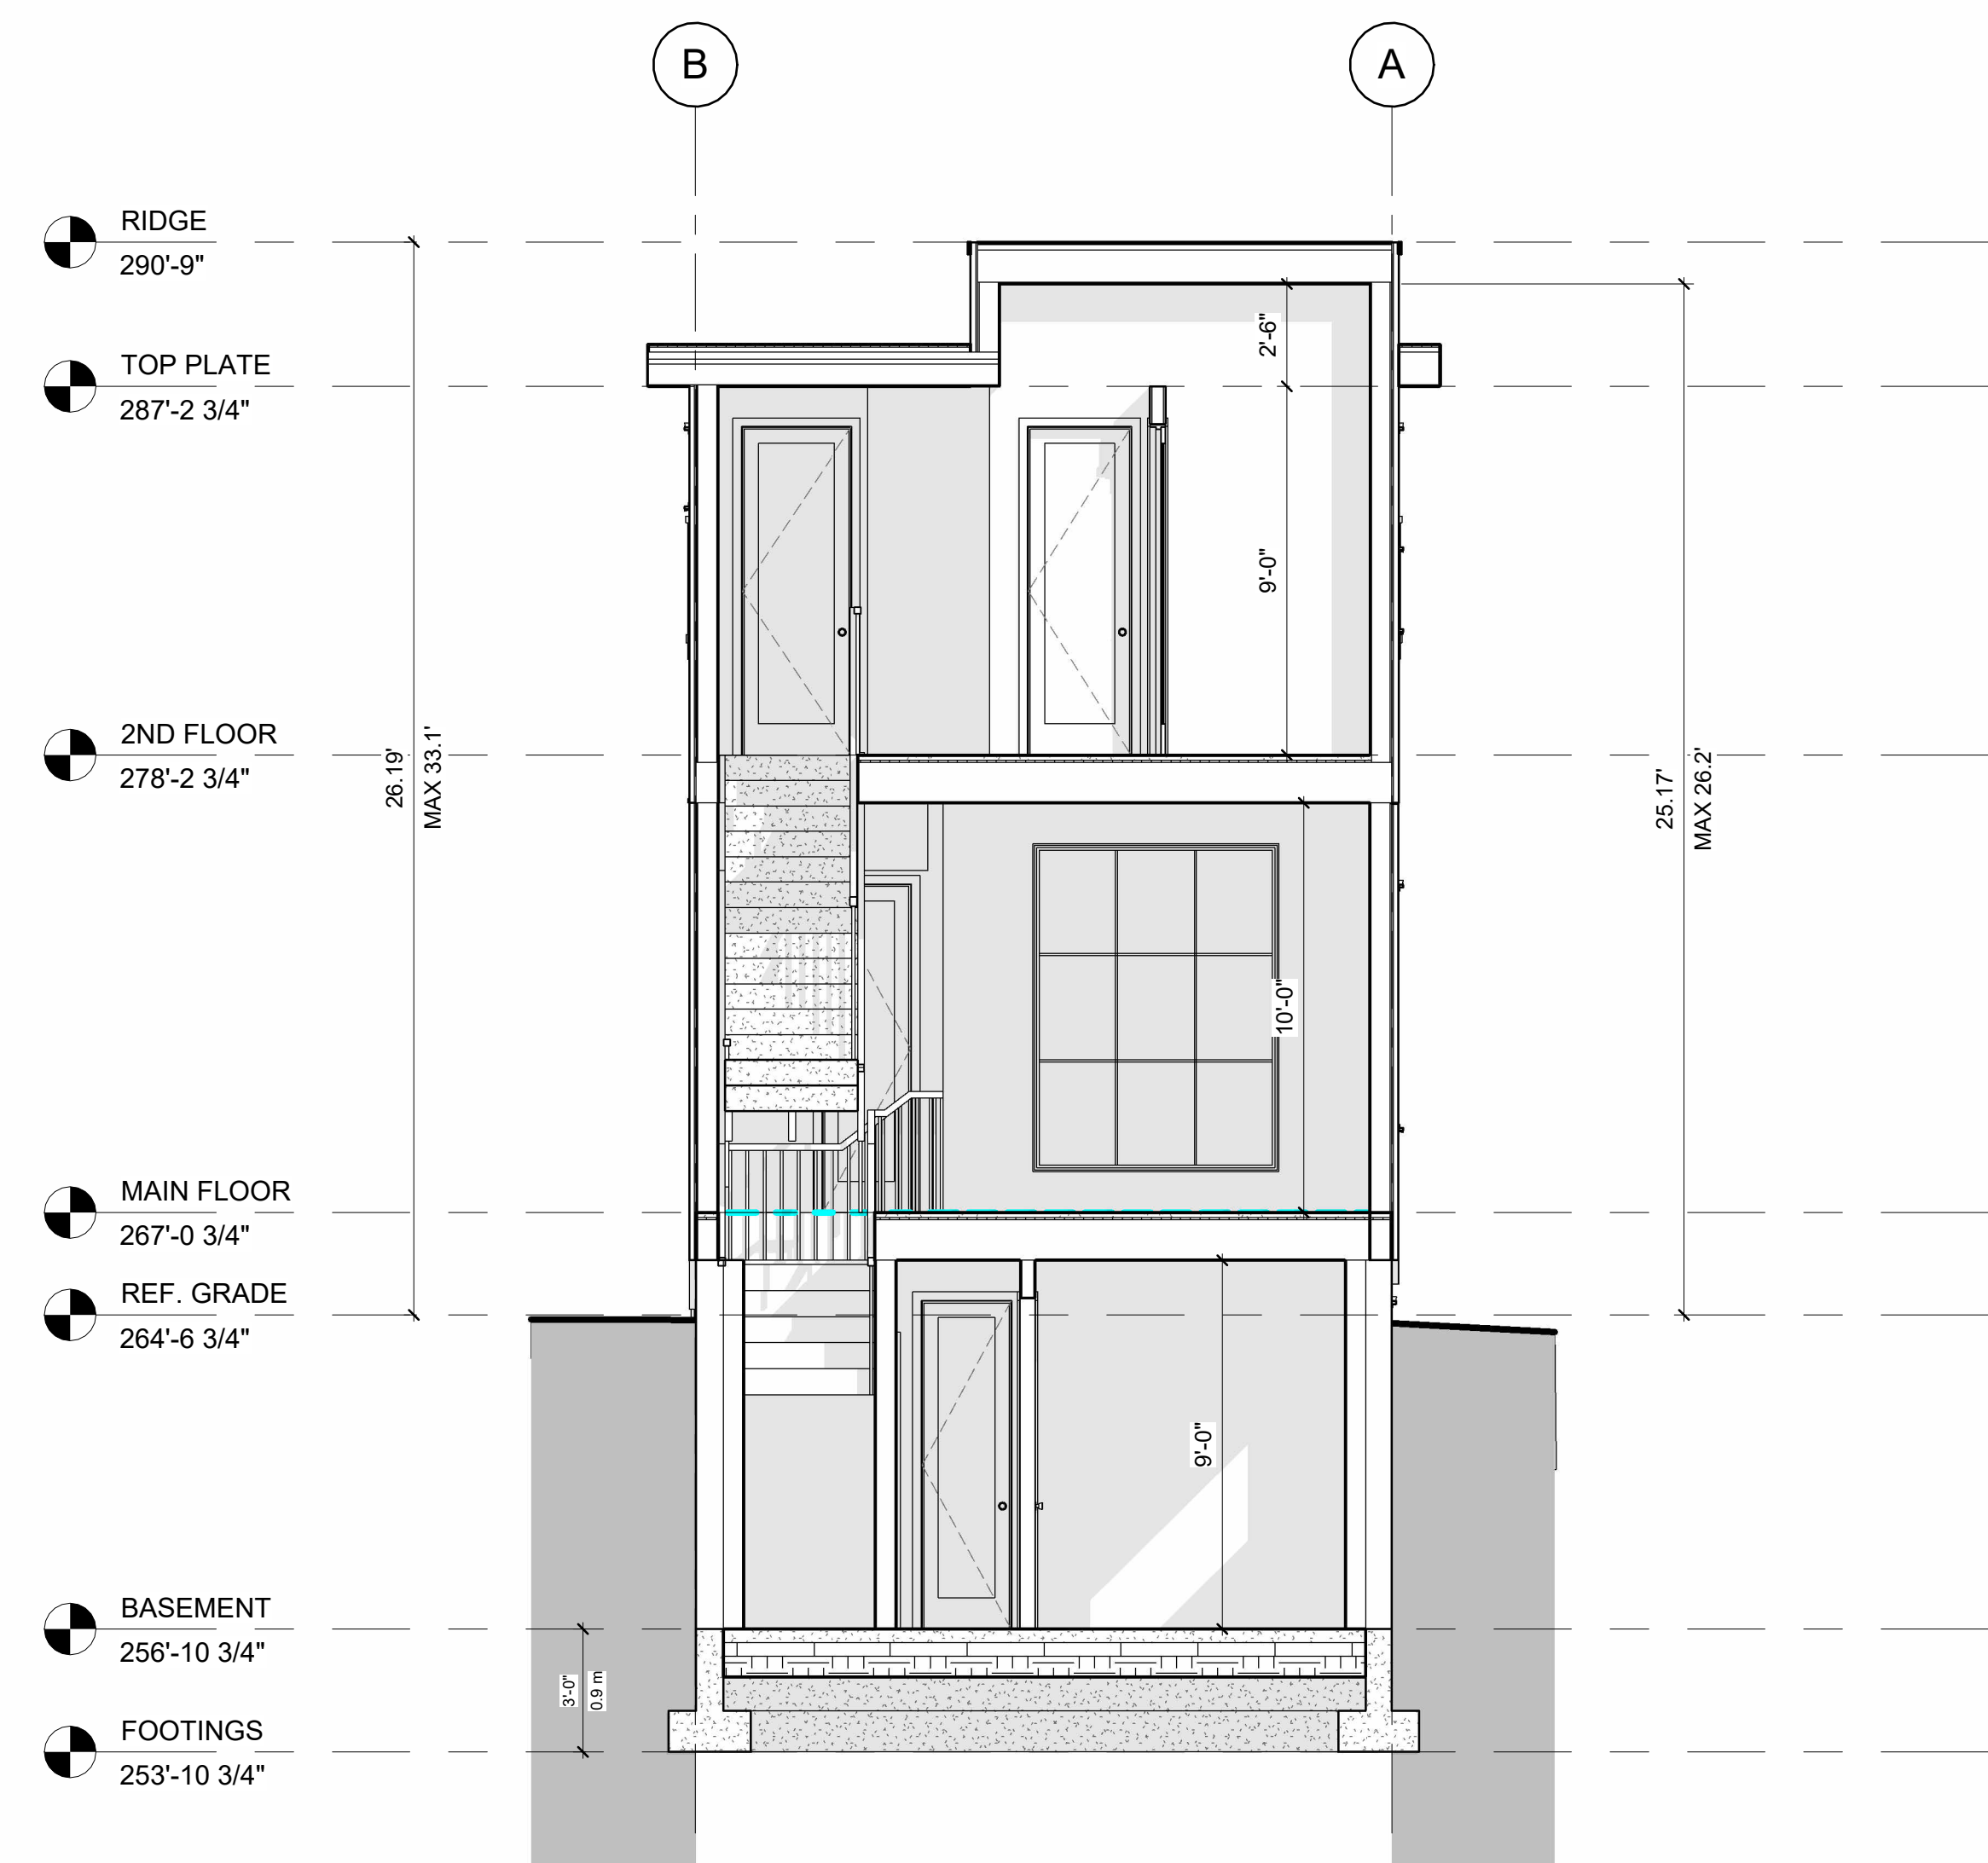 B
A
RIDGE
290'-9"
2'-6"
TOP PLATE
287'-2 3/4"
9'-0"
2ND FLOOR
278'-2 3/4"
26.19'
MAX 33.1'
25.17'
MAX 26.2'
10'-0"
MAIN FLOOR
267'-0 3/4"
REF. GRADE
264'-6 3/4"
9'-0"
BASEMENT
256'-10 3/4"
3'-0"
0.9 m
FOOTINGS
253'-10 3/4"